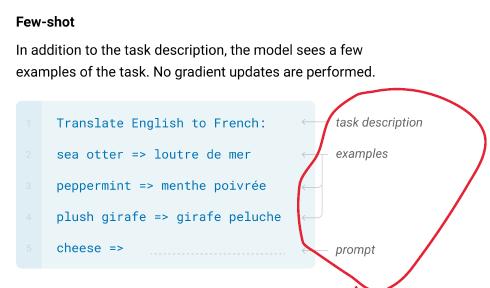 Few-shot
In addition to the task description, the model sees a few
examples of the task. No gradient updates are performed.
1 Translate English to French: task description
2 sea otter => loutre de mer examples
3 peppermint => menthe poivrée
4 plush girafe => girafe peluche
5 cheese => prompt